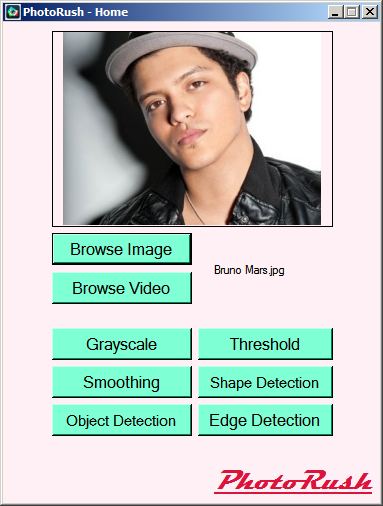 PhotoRush - Home
Browse Image
Browse Video
Bruno Mars.jpg
Grayscale
Threshold
Smoothing
Shape Detection
Object Detection
Edge Detection
PhotoRush